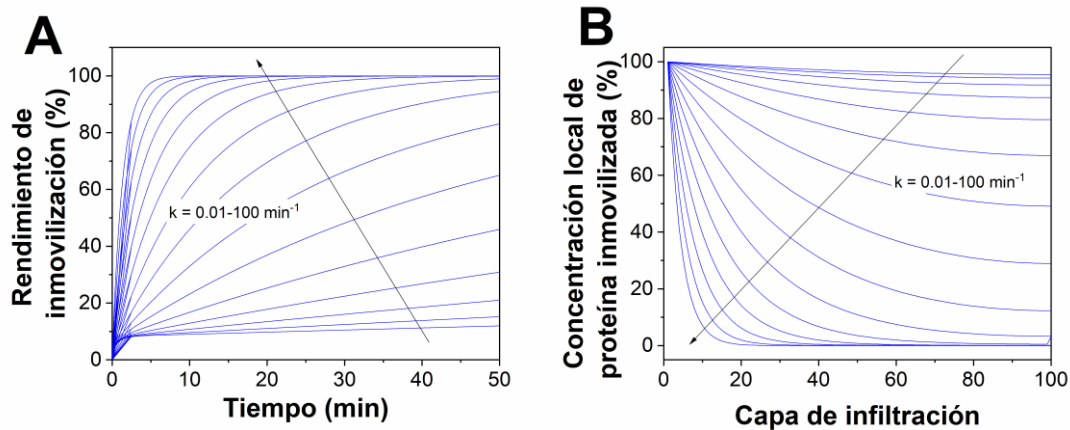 A
Rendimiento de
inmovilización (%)
100
80
60
40
20
0
k = 0.01-100 min⁻¹
0 10 20 30 40 50
Tiempo (min)
B
Concentración local de
proteína inmovilizada (%)
100
80
60
40
20
0
k = 0.01-100 min⁻¹
0 20 40 60 80 100
Capa de infiltración